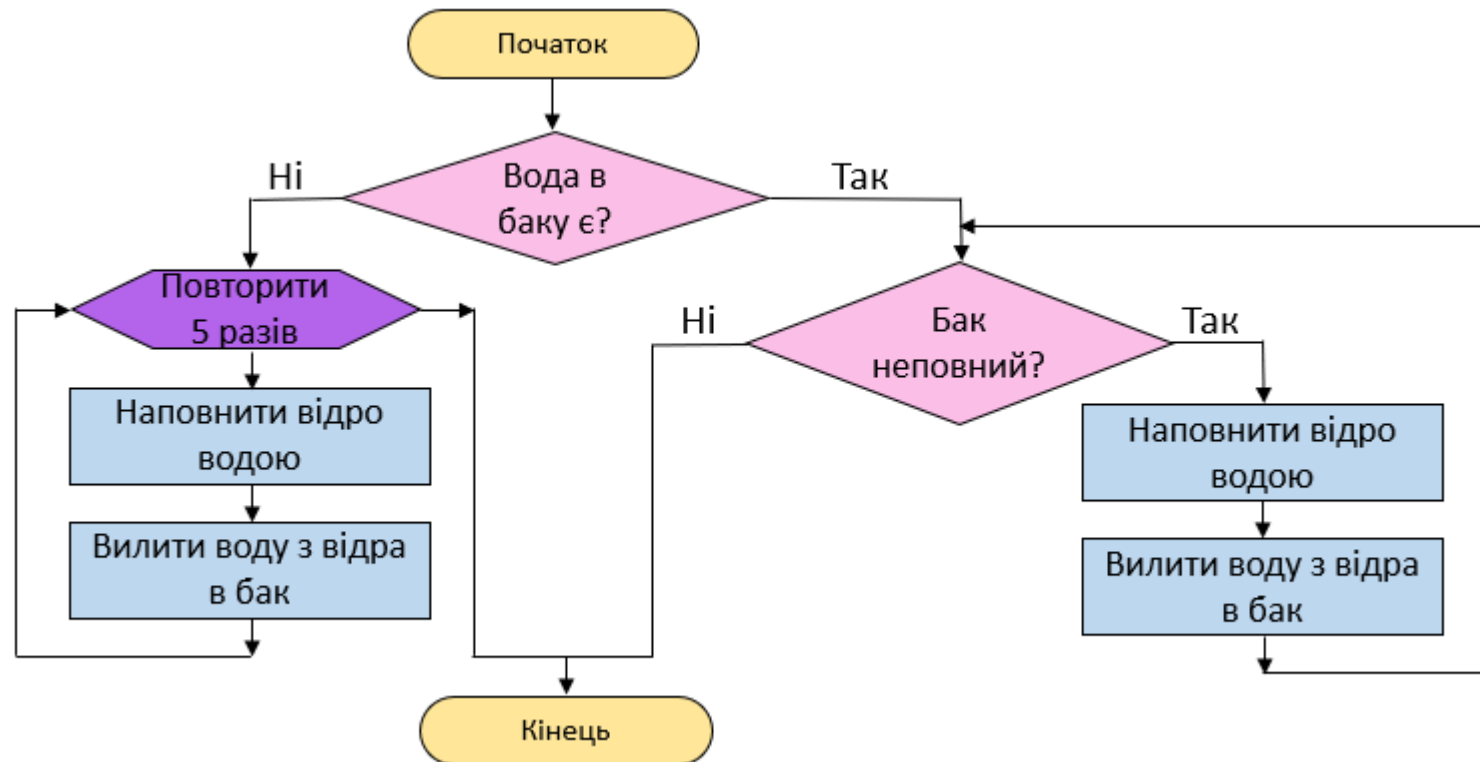 Початок
Вода в
баку є?
Ні
Так
Повторити
5 разів
Наповнити відро
водою
Вилити воду з відра
в бак
Бак
неповний?
Ні
Так
Наповнити відро
водою
Вилити воду з відра
в бак
Кінець